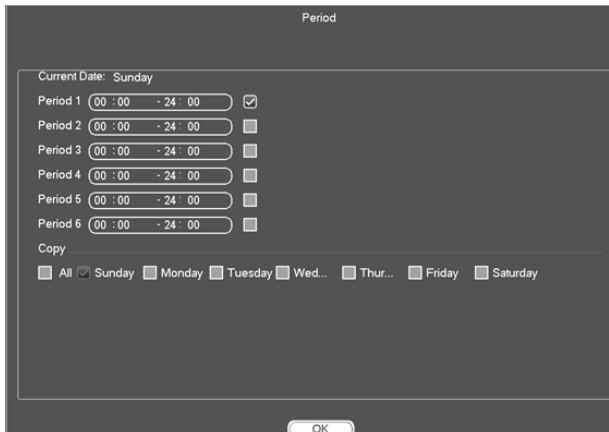 Period
Current Date: Sunday
Period 1 00 : 00 - 24 : 00
Period 2 00 : 00 - 24 : 00
Period 3 00 : 00 - 24 : 00
Period 4 00 : 00 - 24 : 00
Period 5 00 : 00 - 24 : 00
Period 6 00 : 00 - 24 : 00
Copy
All Sunday Monday Tuesday Wed... Thur... Friday Saturday
OK